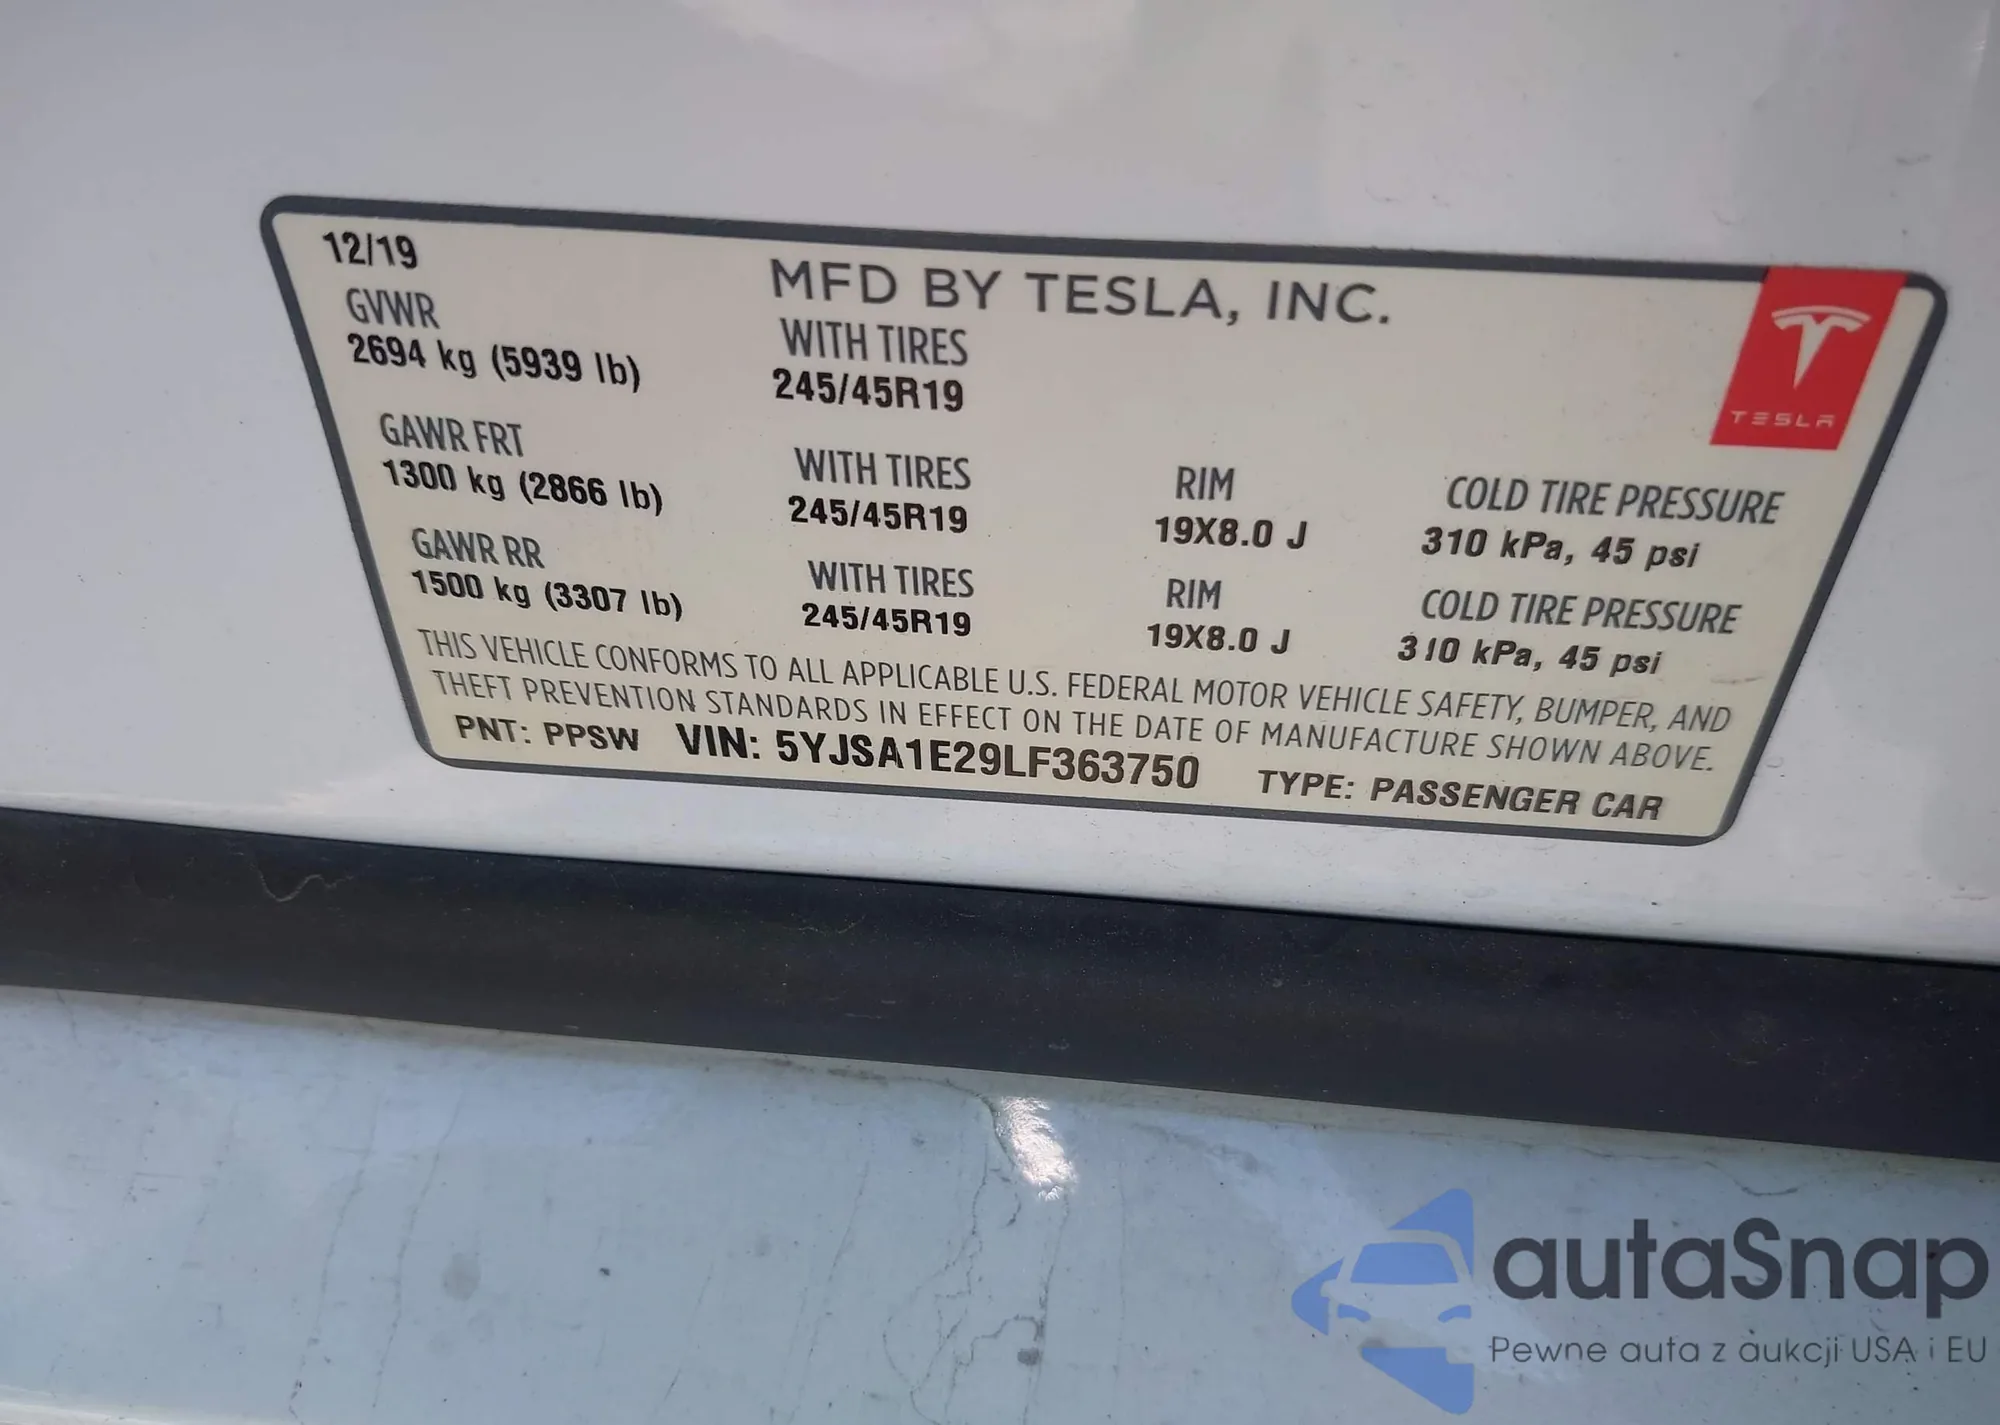 12/19
MFD BY TESLA, INC.
GVWR WITH TIRES
2694 kg (5939 lb) 245/45R19
TESLA
GAWR FRT WITH TIRES RIM COLD TIRE PRESSURE
1300 kg (2866 lb) 245/45R19 19X8.0 J 310 kPa, 45 psi
GAWR RR WITH TIRES RIM COLD TIRE PRESSURE
1500 kg (3307 lb) 245/45R19 19X8.0 J 310 kPa, 45 psi
THIS VEHICLE CONFORMS TO ALL APPLICABLE U.S. FEDERAL MOTOR VEHICLE SAFETY, BUMPER, AND
THEFT PREVENTION STANDARDS IN EFFECT ON THE DATE OF MANUFACTURE SHOWN ABOVE.
PNT: PPSW VIN: 5YJSA1E29LF363750 TYPE: PASSENGER CAR
autaSnap
Pewne auta z aukcji USA i EU